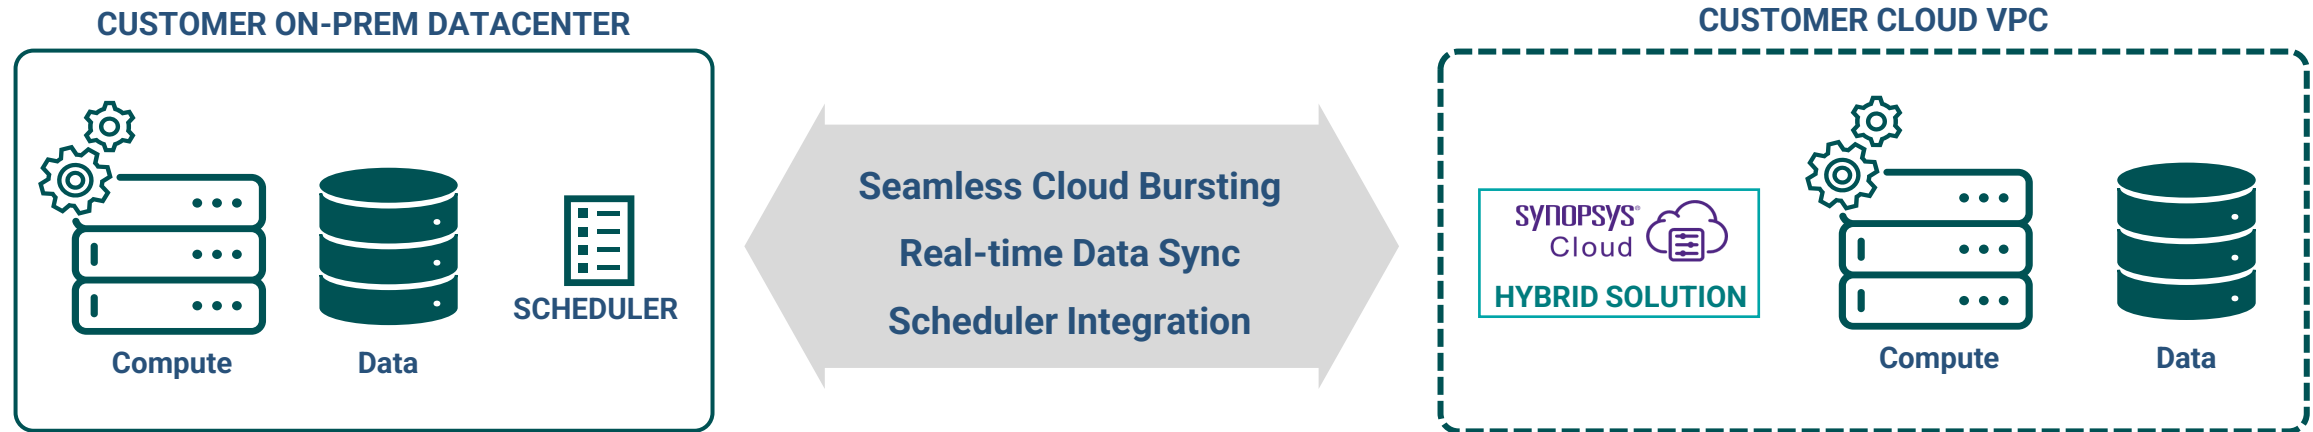 CUSTOMER ON-PREM DATACENTER
Compute
Data
SCHEDULER
Seamless Cloud Bursting
Real-time Data Sync
Scheduler Integration
CUSTOMER CLOUD VPC
SYNOPSYS®
Cloud
HYBRID SOLUTION
Compute
Data